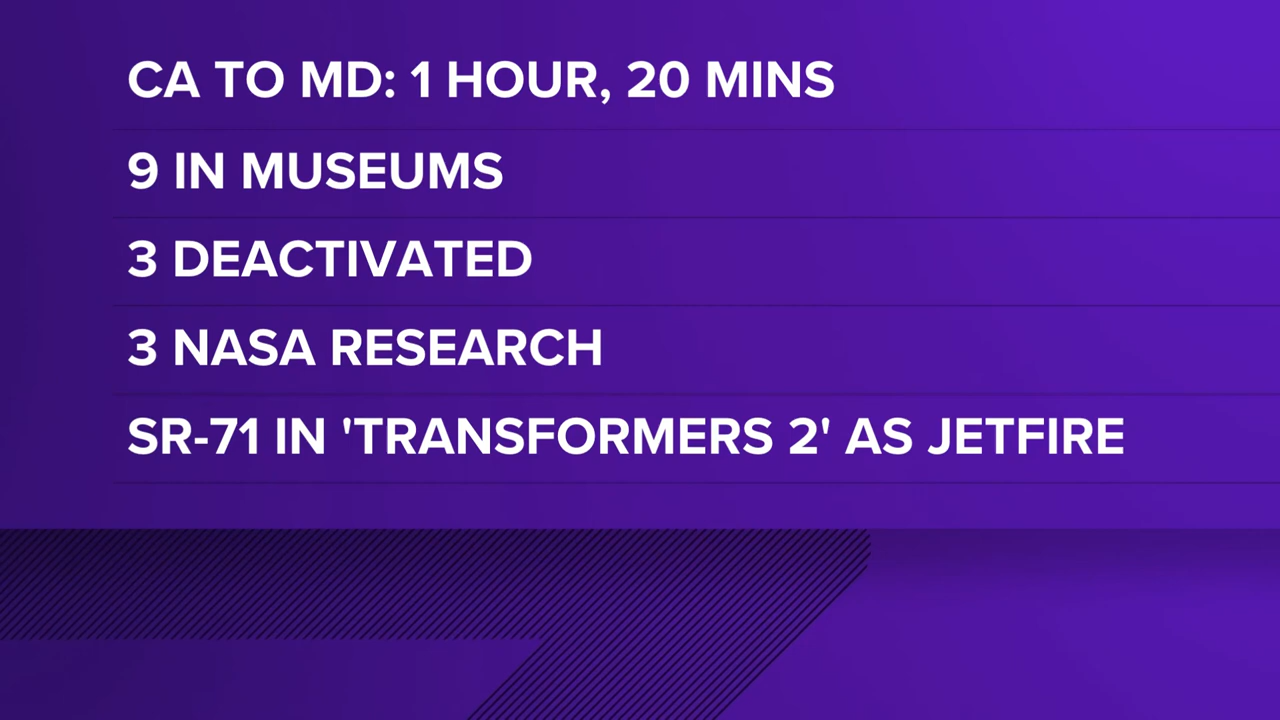 CA TO MD: 1 HOUR, 20 MINS
9 IN MUSEUMS
3 DEACTIVATED
3 NASA RESEARCH
SR-71 IN 'TRANSFORMERS 2' AS JETFIRE